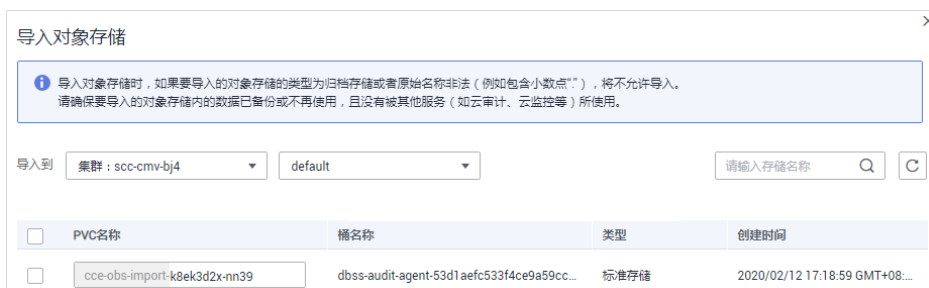 导入对象存储
导入对象存储时，如果要导入的对象存储的类型为归档存储或者原始名称非法（例如包含小数点“.”），将不允许导入。
请确保要导入的对象存储内的数据已备份或不再使用，且没有被其他服务（如云审计、云监控等）所使用。
导入到 集群：scc-cmv-bj4 default 请输入存储名称
PVC名称 桶名称 类型 创建时间
cce-obs-import-k8ek3d2x-nn39 dbss-audit-agent-53d1aefc533f4ce9a59cc... 标准存储 2020/02/12 17:18:59 GMT+08:...